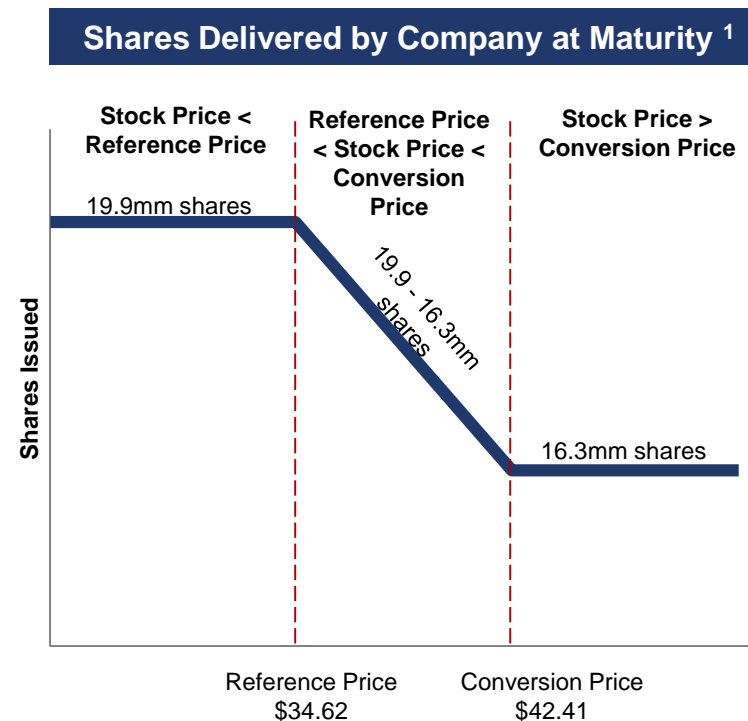 Shares Delivered by Company at Maturity 1
Stock Price <
Reference Price
Reference Price
< Stock Price <
Conversion
Price
Stock Price >
Conversion Price
19.9mm shares
19.9 - 16.3mm
shares
16.3mm shares
Shares Issued
Reference Price
$34.62
Conversion Price
$42.41